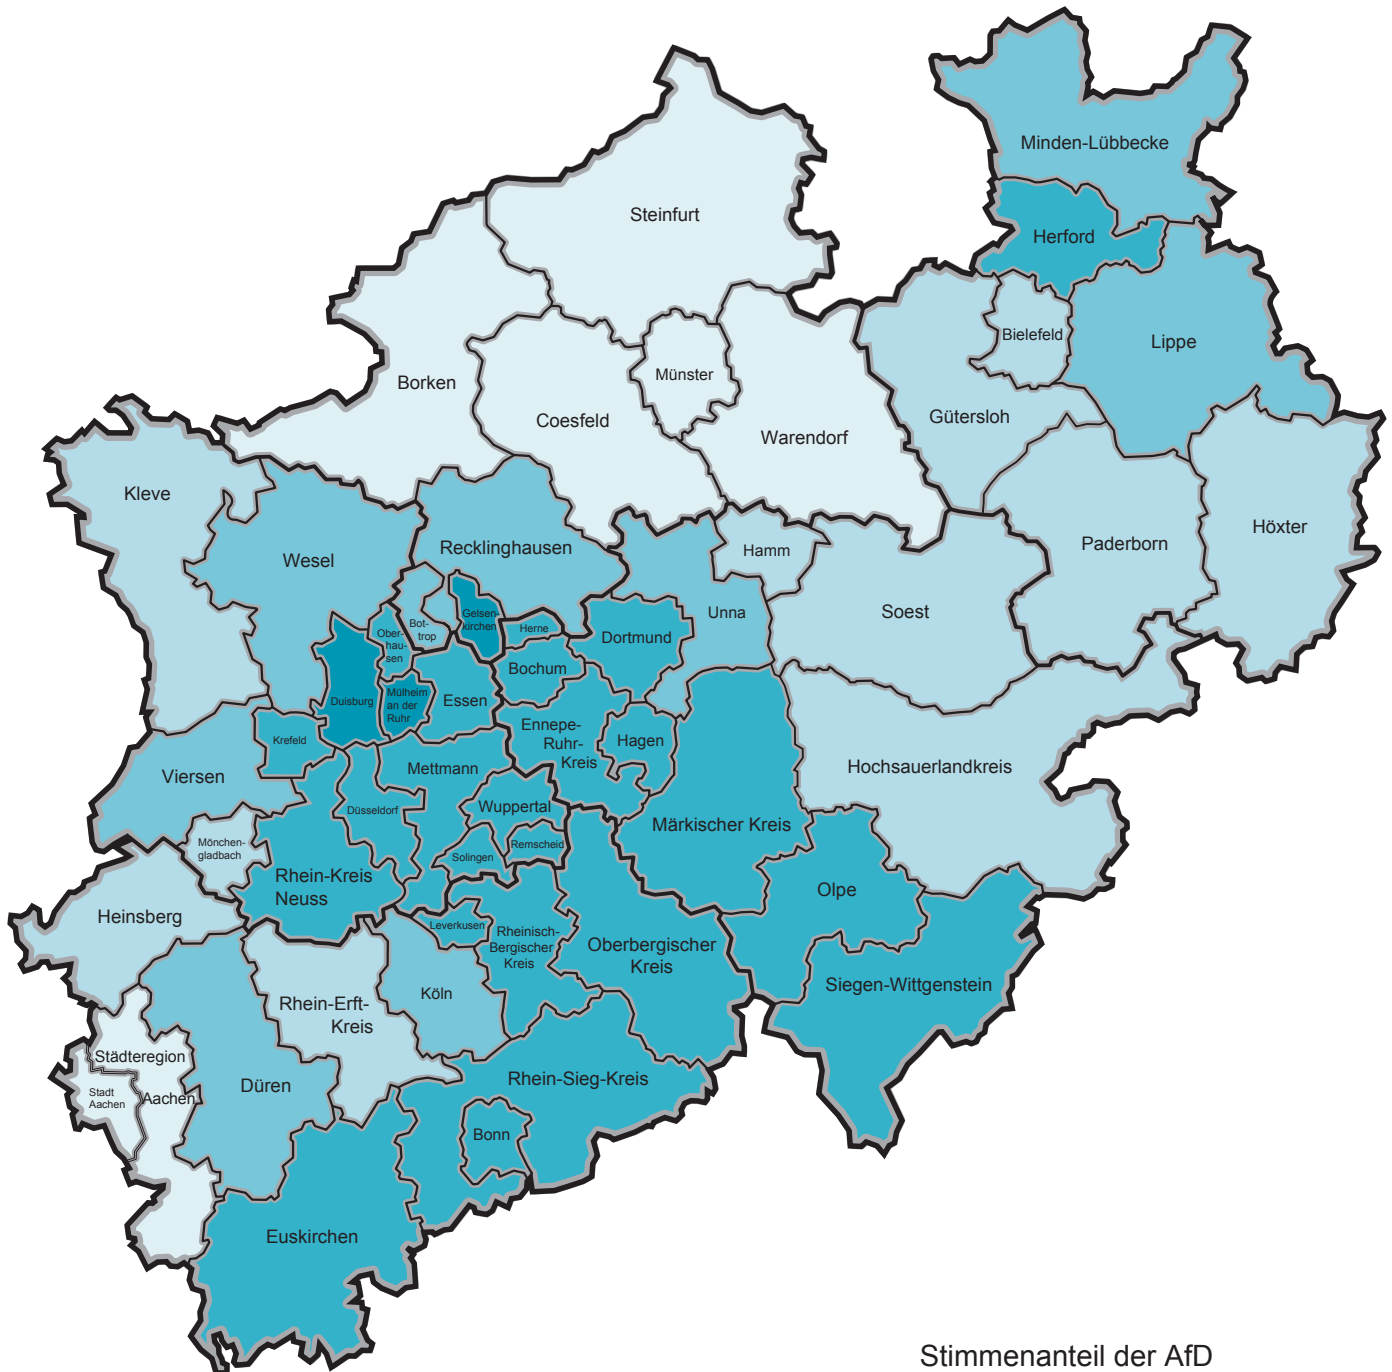 Minden-Lübbecke
Steinfurt
Herford
Bielefeld
Lippe
Münster
Borken
Coesfeld
Gütersloh
Warendorf
Kleve
Höxter
Recklinghausen
Hamm
Paderborn
Wesel
Soest
Unna
Gelsen-
kirchen
Bot-
trop
Herne
Ober-
hau-
sen
Dortmund
Bochum
Duisburg
Mülheim
an der
Ruhr
Essen
Ennepe-
Ruhr-
Kreis
Hagen
Krefeld
Viersen
Mettmann
Hochsauerlandkreis
Düsseldorf
Wuppertal
Märkischer Kreis
Mönchen-
gladbach
Solingen
Remscheid
Rhein-Kreis
Neuss
Olpe
Heinsberg
Leverkusen
Rheinisch-
Bergischer
Kreis
Oberbergischer
Kreis
Siegen-Wittgenstein
Köln
Rhein-Erft-
Kreis
Städteregion
Aachen
Stadt
Aachen
Düren
Rhein-Sieg-Kreis
Bonn
Euskirchen
Stimmenanteil der AfD